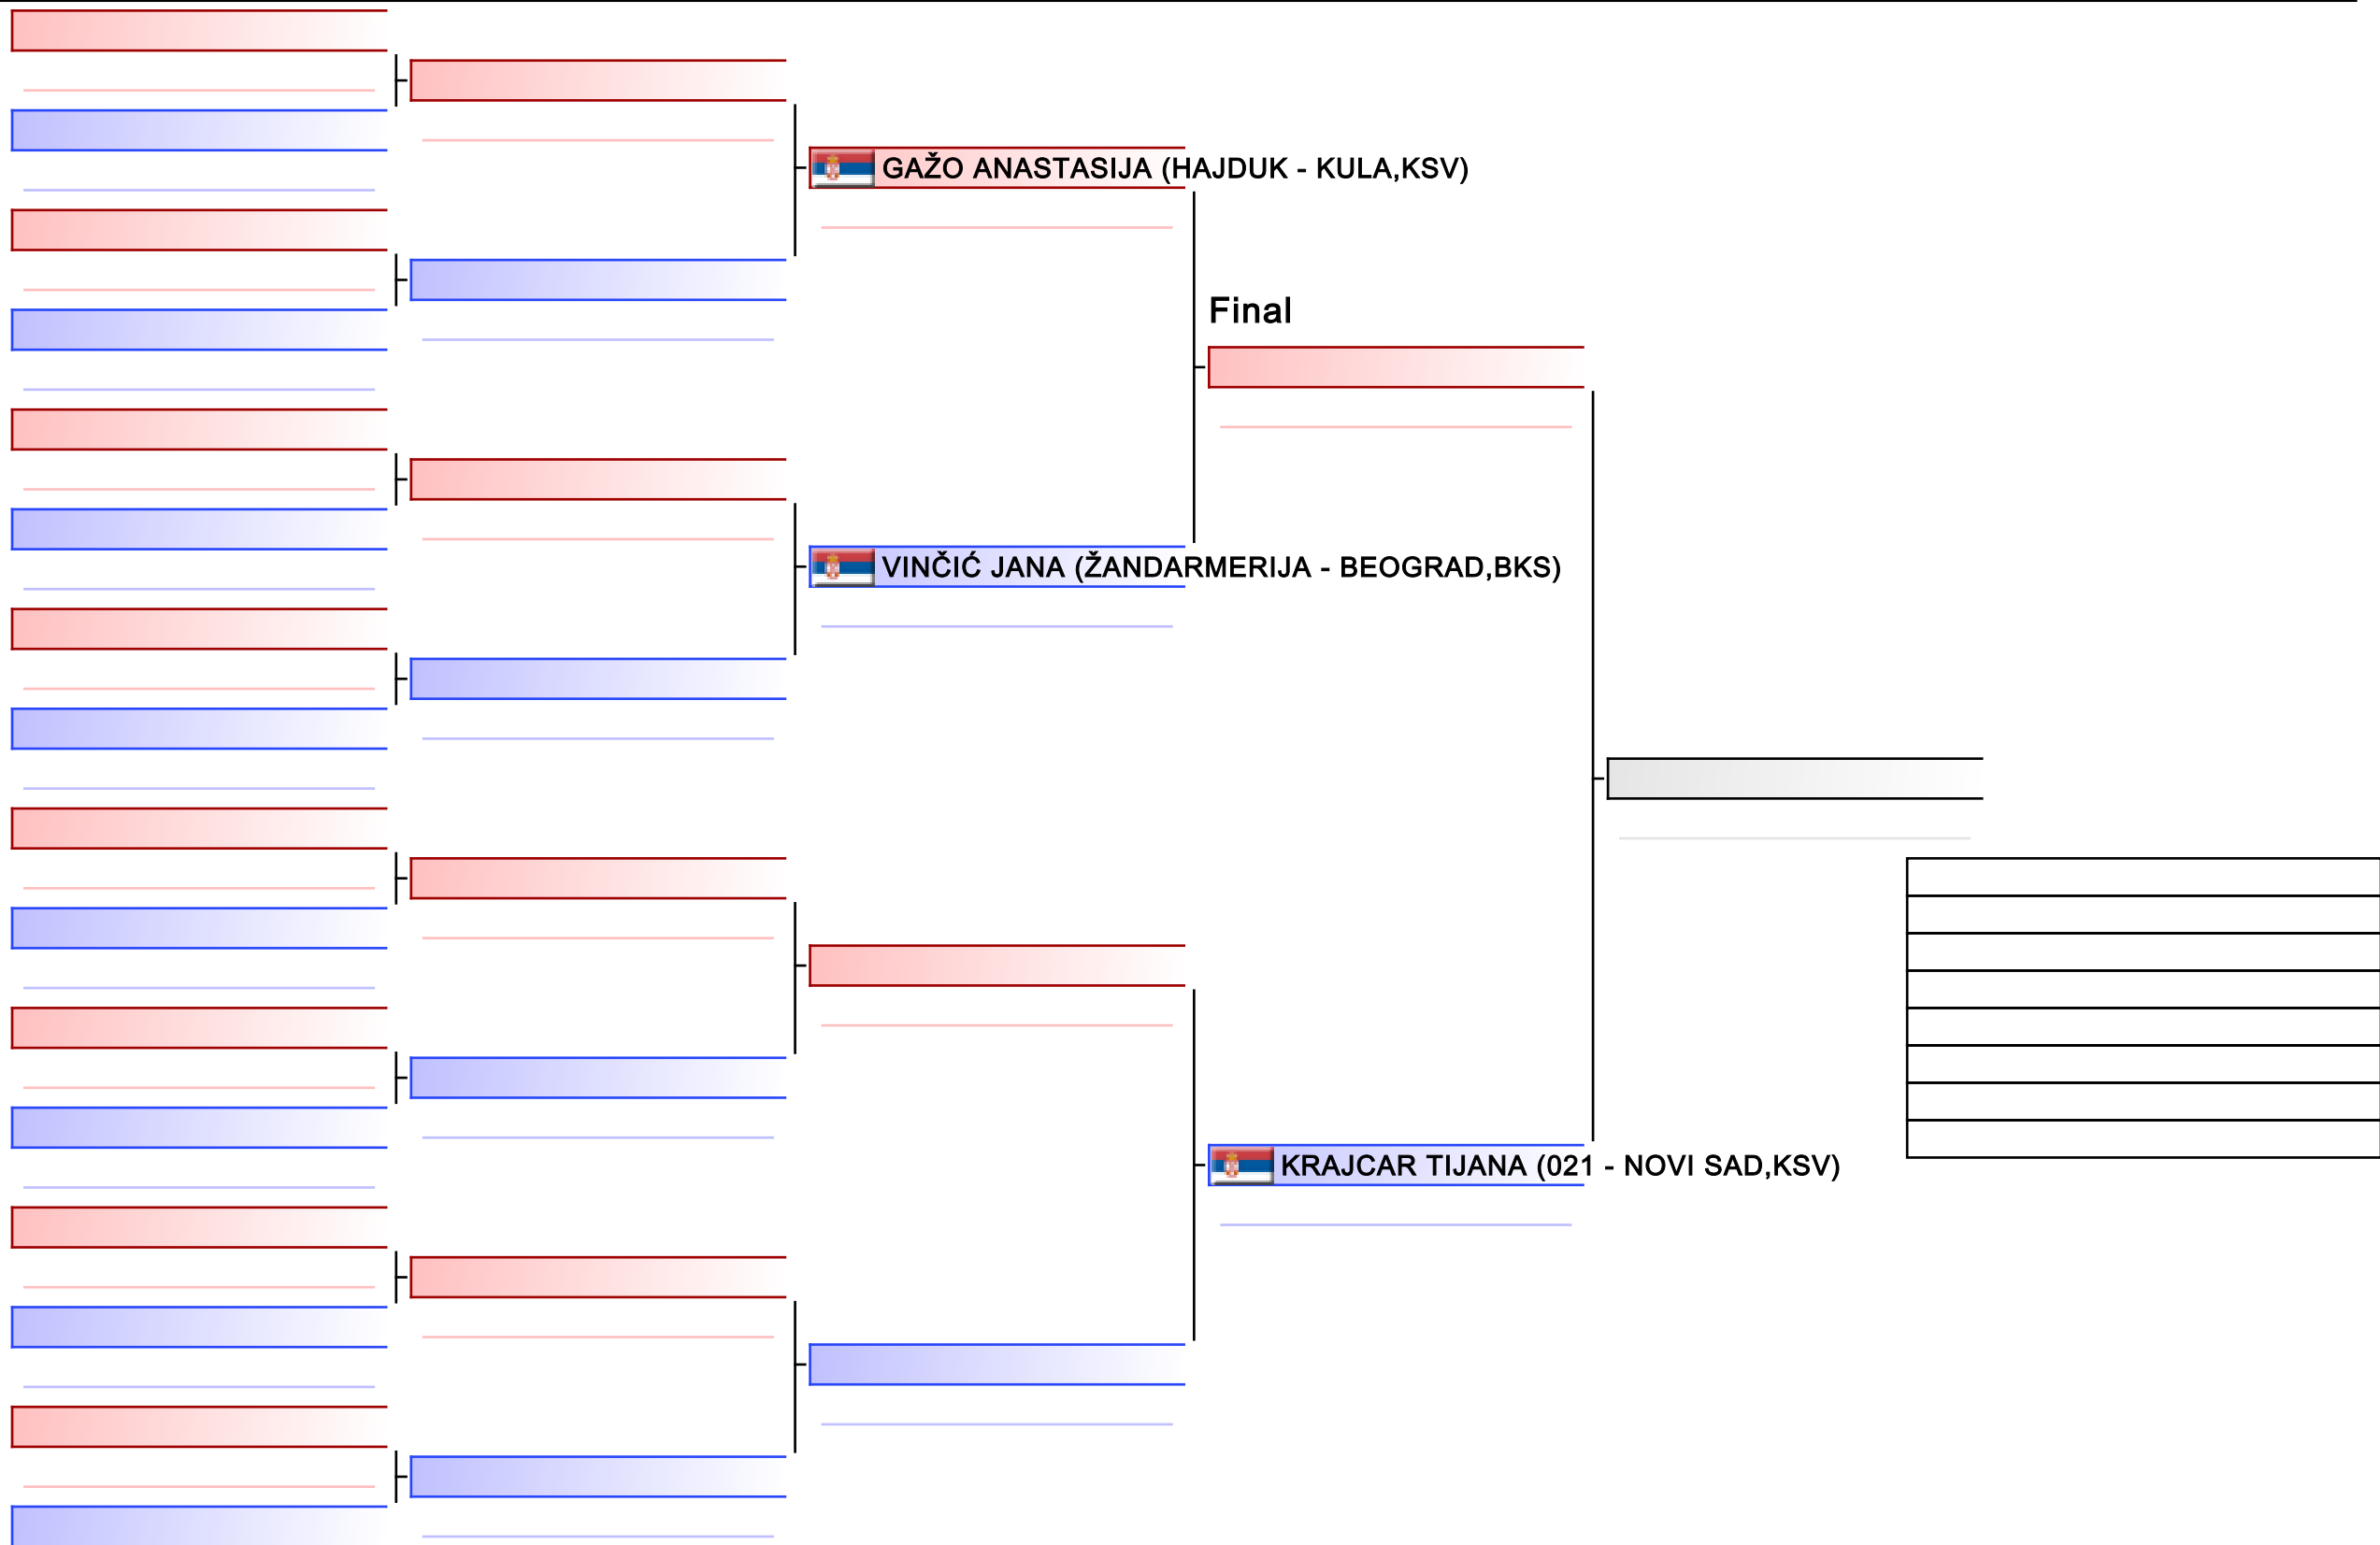 GAŽO ANASTASIJA (HAJDUK - KULA,KSV)
Final
VINČIĆ JANA (ŽANDARMERIJA - BEOGRAD,BKS)
KRAJCAR TIJANA (021 - NOVI SAD,KSV)